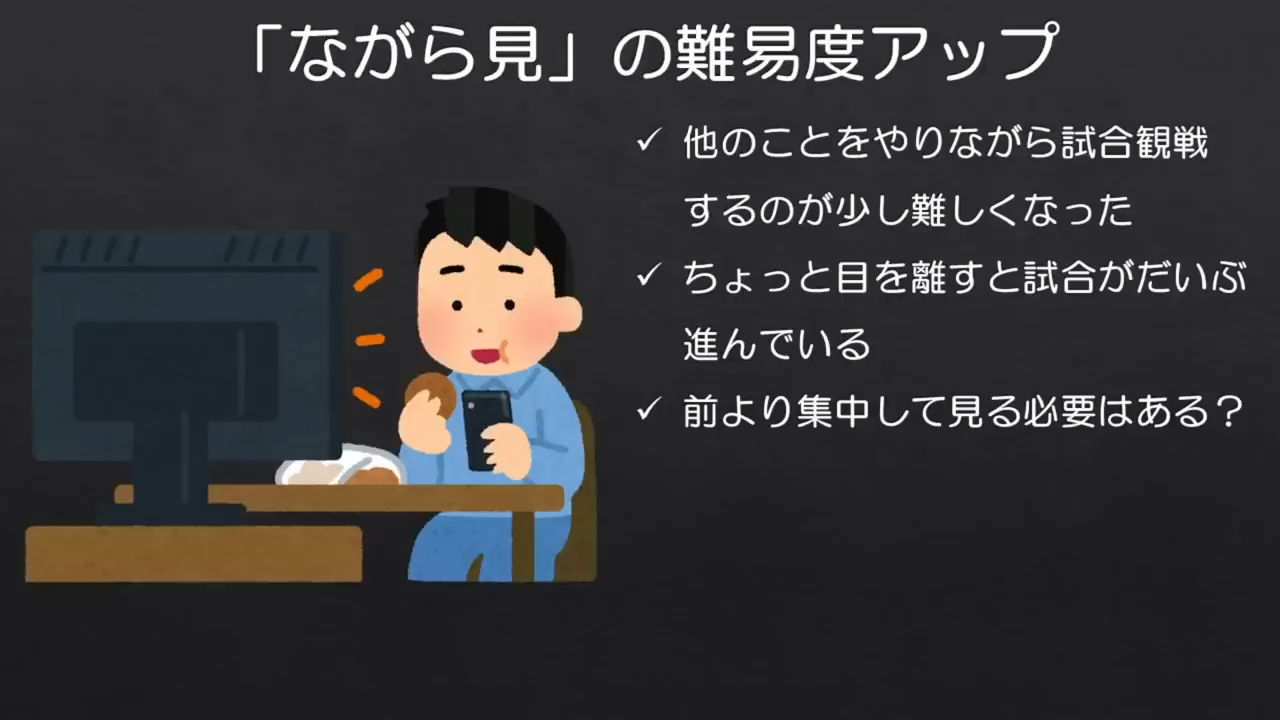 「ながら見」の難易度アップ
✓ 他のことをやりながら試合観戦
するのが少し難しくなった
✓ ちょっと目を離すと試合がだいぶ
進んでいる
✓ 前より集中して見る必要はある？